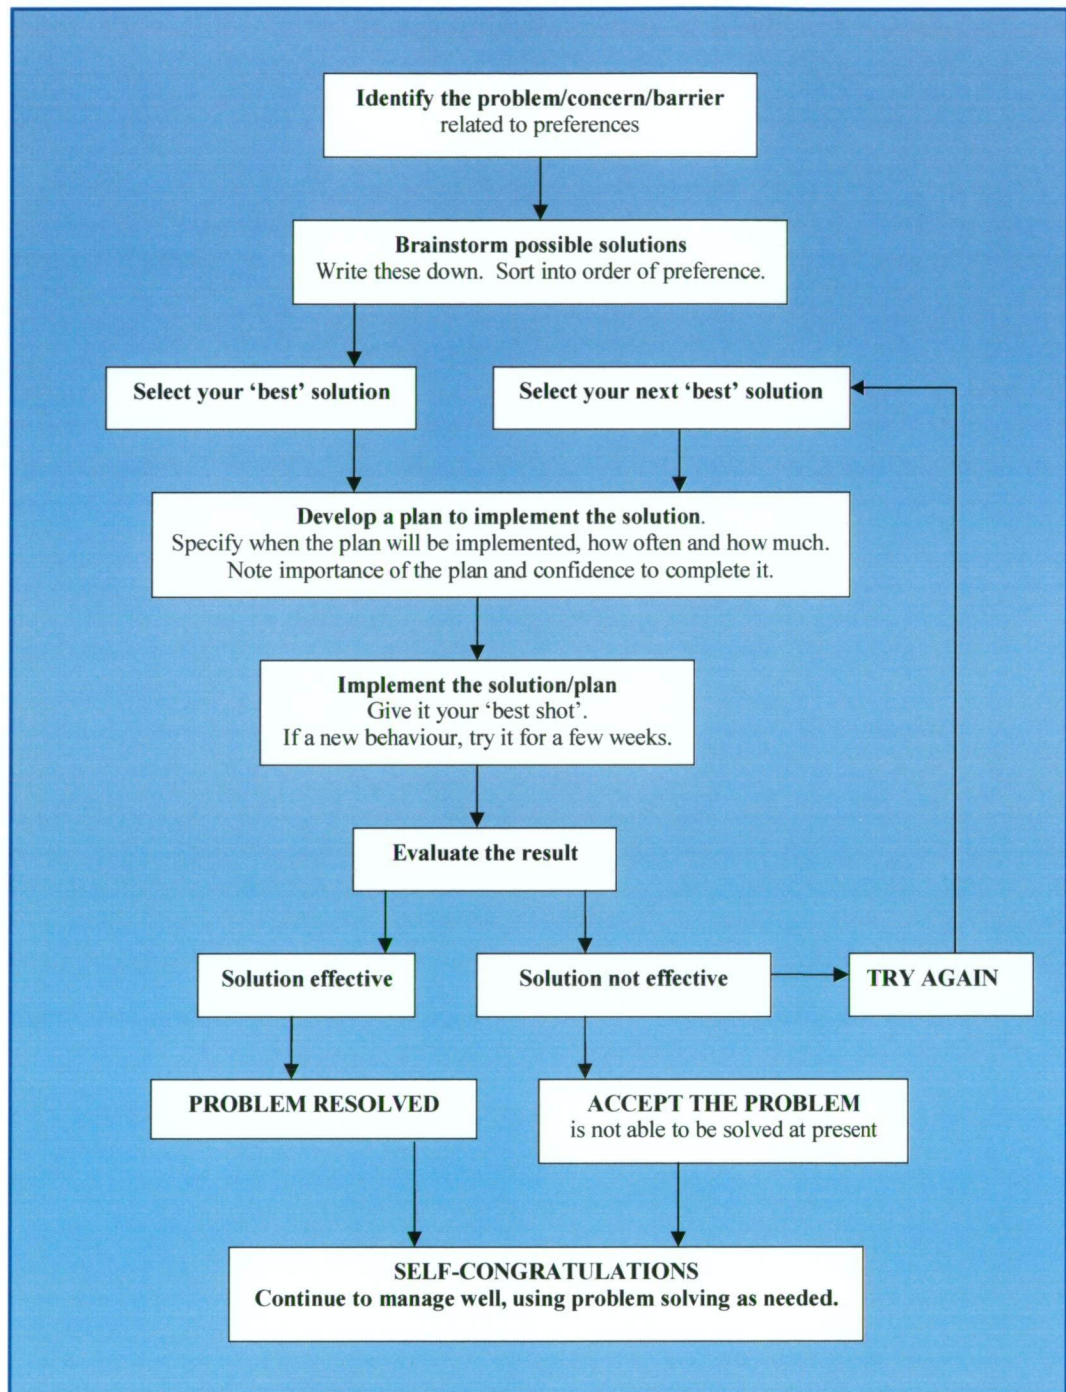 Identify the problem/concern/barrier
related to preferences
Brainstorm possible solutions
Write these down. Sort into order of preference.
Select your ‘best’ solution
Select your next ‘best’ solution
Develop a plan to implement the solution.
Specify when the plan will be implemented, how often and how much.
Note importance of the plan and confidence to complete it.
Implement the solution/plan
Give it your ‘best shot’.
If a new behaviour, try it for a few weeks.
Evaluate the result
Solution effective
Solution not effective
TRY AGAIN
PROBLEM RESOLVED
ACCEPT THE PROBLEM
is not able to be solved at present
SELF-CONGRATULATIONS
Continue to manage well, using problem solving as needed.